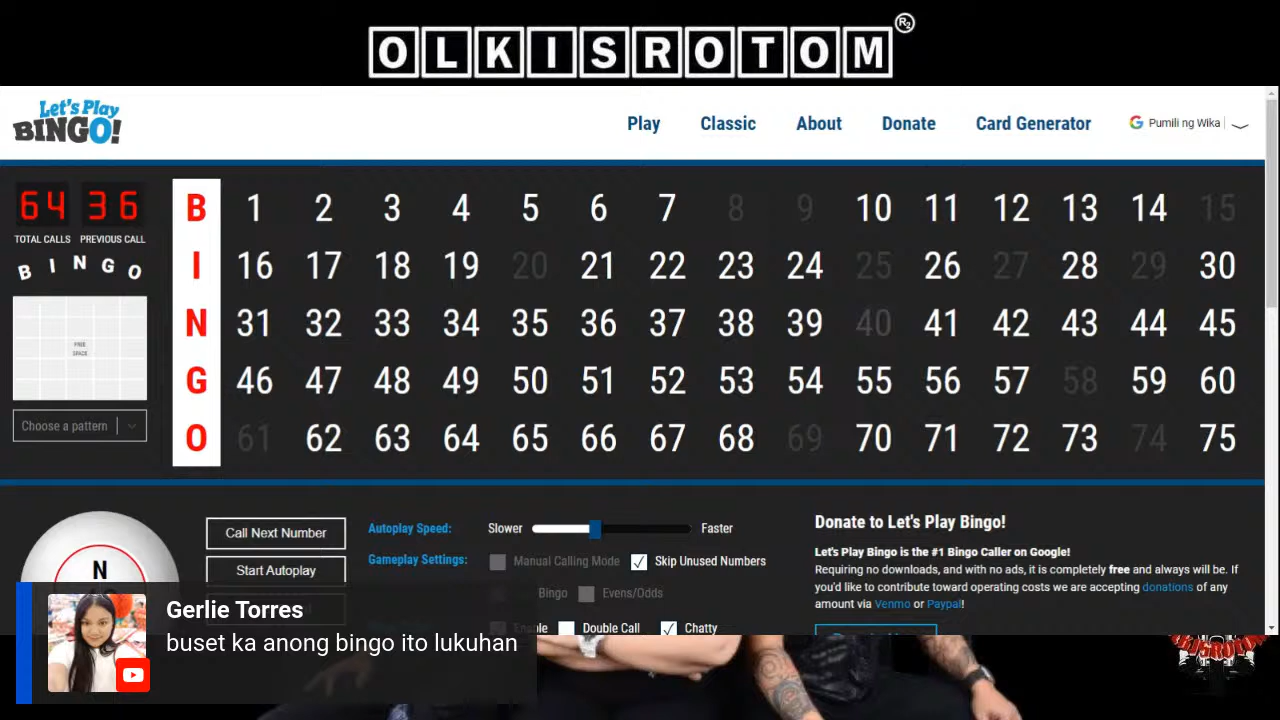 OLKISROTOM R2
Let's Play
BINGO!
Play Classic About Donate Card Generator
G Pumili ng Wika
64 36
TOTAL CALLS PREVIOUS CALL
B I N G O
FREE
SPACE
Choose a pattern
B 1 2 3 4 5 6 7 8 9 10 11 12 13 14 15
I 16 17 18 19 20 21 22 23 24 25 26 27 28 29 30
N 31 32 33 34 35 36 37 38 39 40 41 42 43 44 45
G 46 47 48 49 50 51 52 53 54 55 56 57 58 59 60
O 61 62 63 64 65 66 67 68 69 70 71 72 73 74 75
N
Call Next Number
Start Autoplay
Autoplay Speed: Slower Faster
Gameplay Settings: Manual Calling Mode Skip Unused Numbers
Bingo Evens/Odds
Enable Double Call Chatty
Donate to Let's Play Bingo!
Let's Play Bingo is the #1 Bingo Caller on Google!
Requiring no downloads, and with no ads, it is completely free and always will be. If
you'd like to contribute toward operating costs we are accepting donations of any
amount via Venmo or Paypal!
Gerlie Torres
buset ka anong bingo ito lukuhan